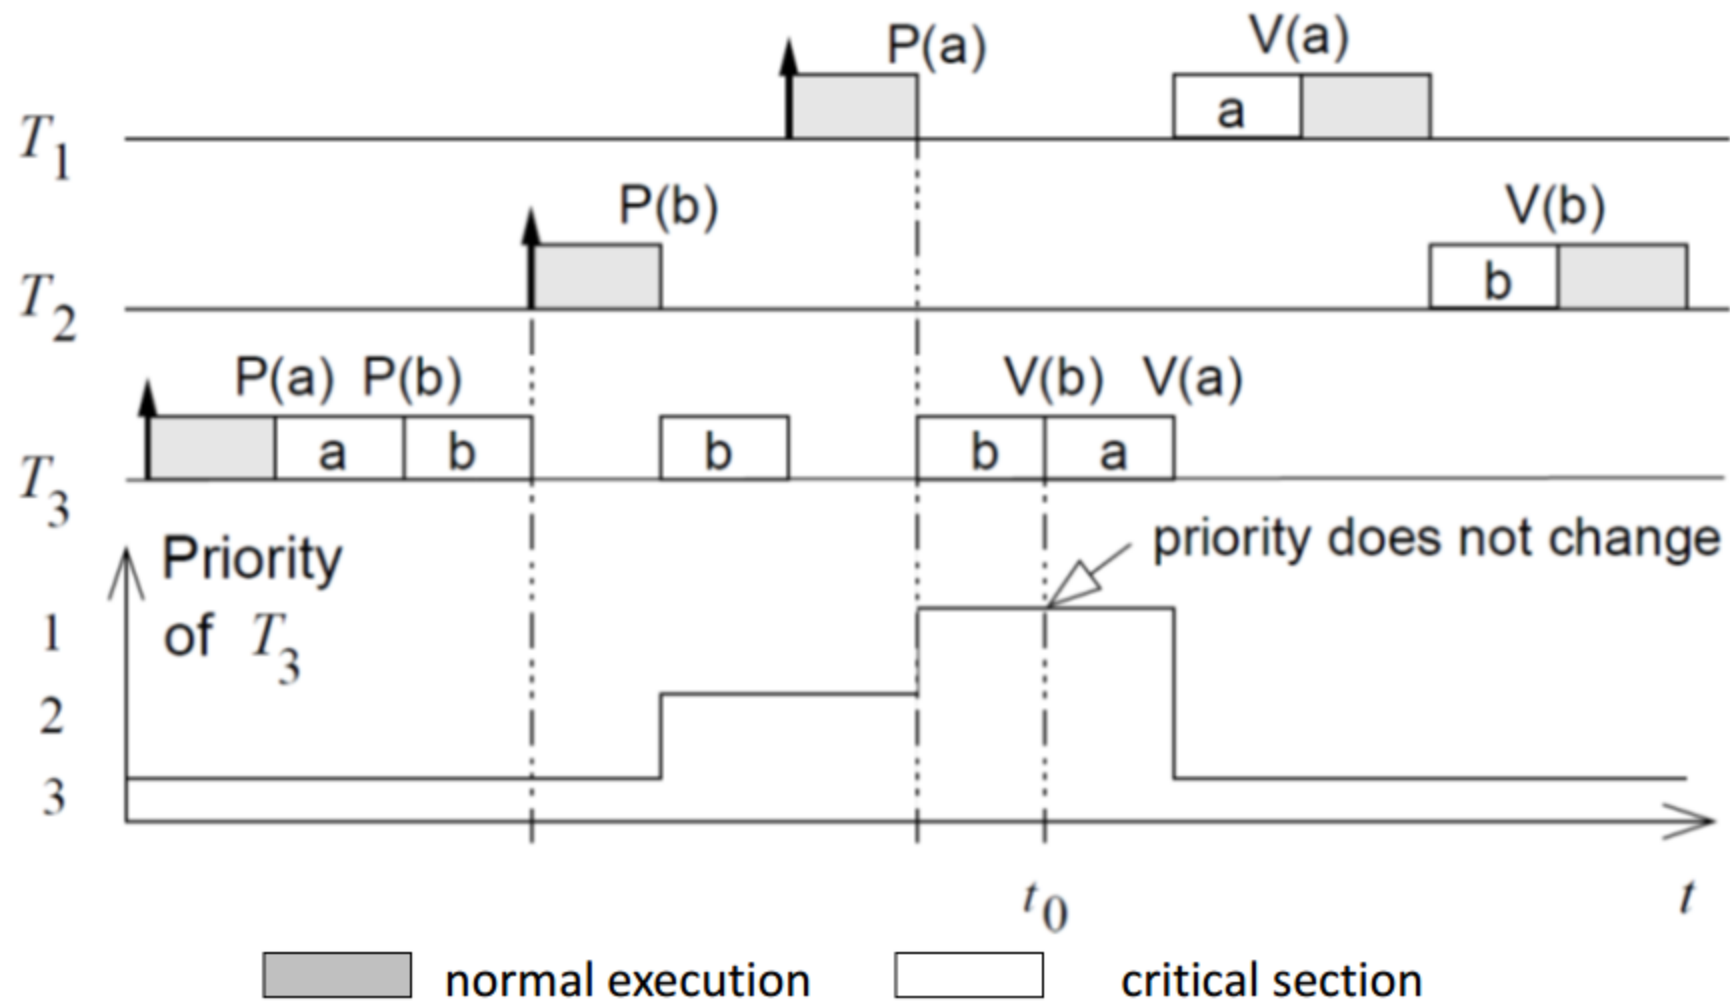 P(a) V(a)
T1 a
P(b) V(b)
T2 b
P(a) P(b) V(b) V(a)
T3 a b b b a
Priority
of T3
priority does not change
1
2
3
t0 t
normal execution critical section